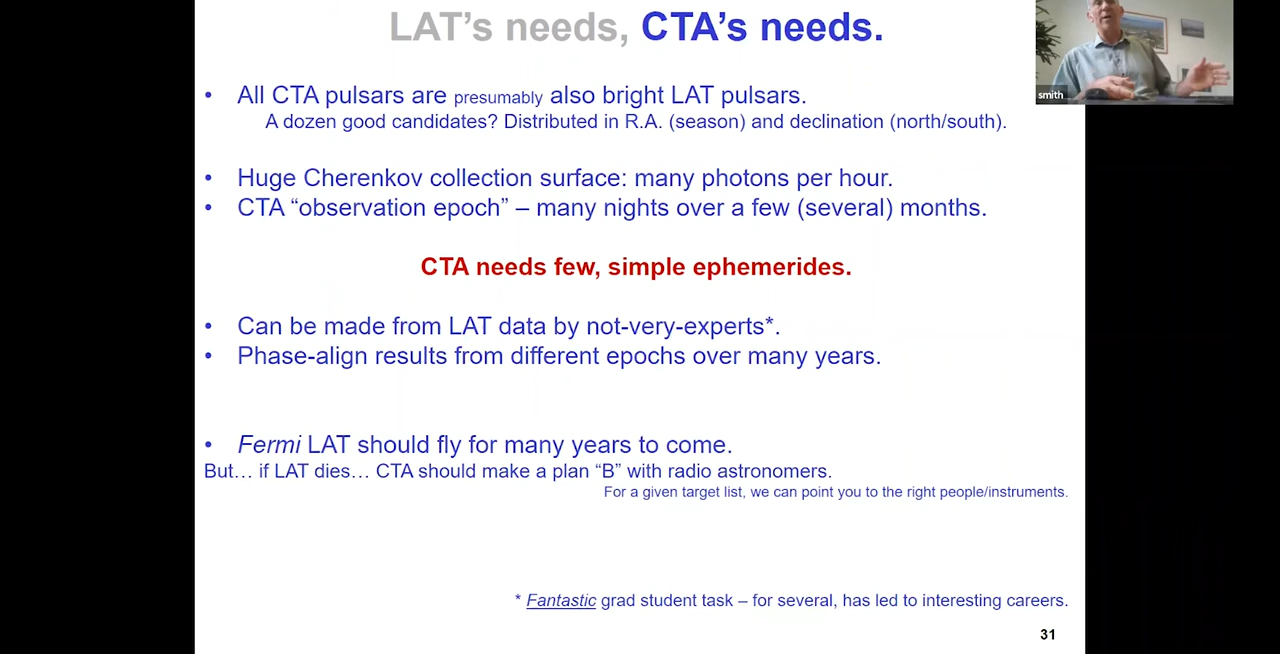 LAT's needs, CTA's needs.
smith
• All CTA pulsars are presumably also bright LAT pulsars.
A dozen good candidates? Distributed in R.A. (season) and declination (north/south).
• Huge Cherenkov collection surface: many photons per hour.
• CTA “observation epoch” – many nights over a few (several) months.
CTA needs few, simple ephemerides.
• Can be made from LAT data by not-very-experts*.
• Phase-align results from different epochs over many years.
• Fermi LAT should fly for many years to come.
But… if LAT dies… CTA should make a plan “B” with radio astronomers.
For a given target list, we can point you to the right people/instruments.
* Fantastic grad student task – for several, has led to interesting careers.
31